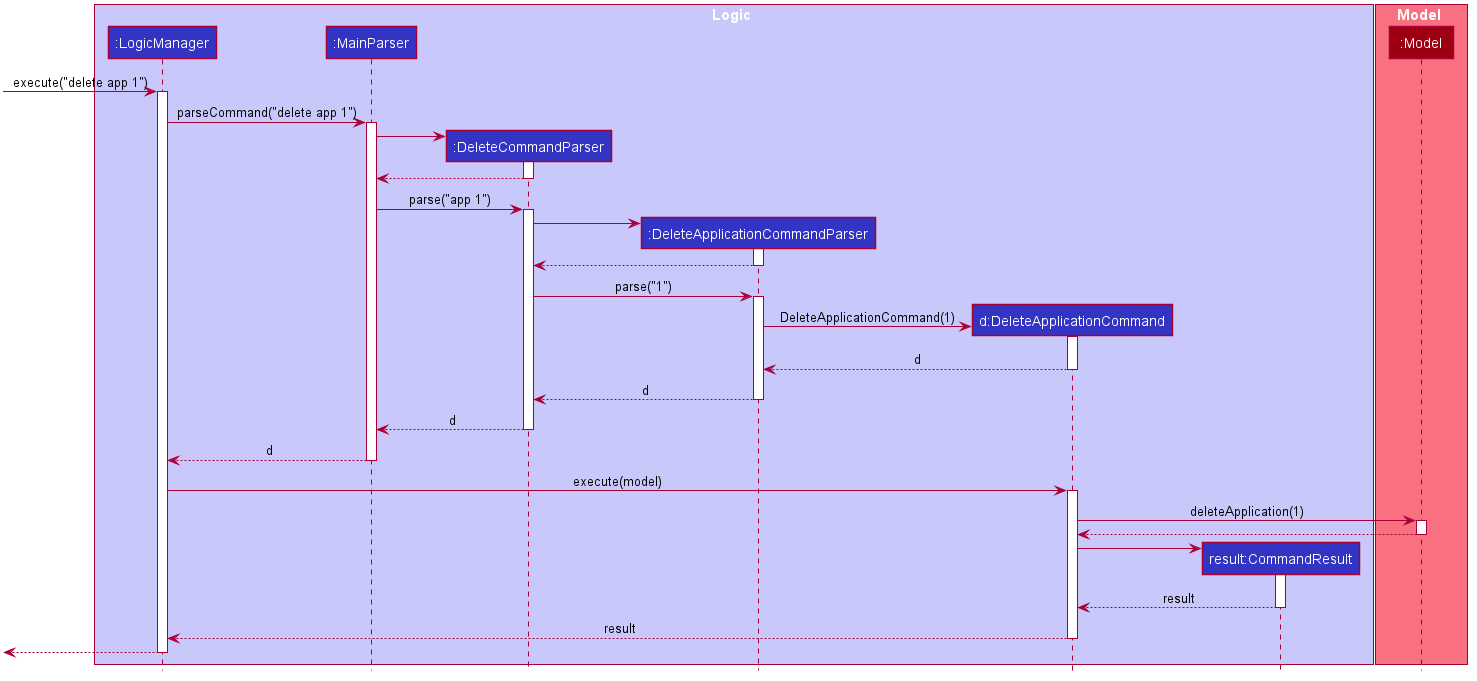 Logic
Model
:LogicManager
:MainParser
:Model
execute("delete app 1")
parseCommand("delete app 1")
:DeleteCommandParser
parse("app 1")
:DeleteApplicationCommandParser
parse("1")
DeleteApplicationCommand(1)
d:DeleteApplicationCommand
d
d
d
d
execute(model)
deleteApplication(1)
result:CommandResult
result
result